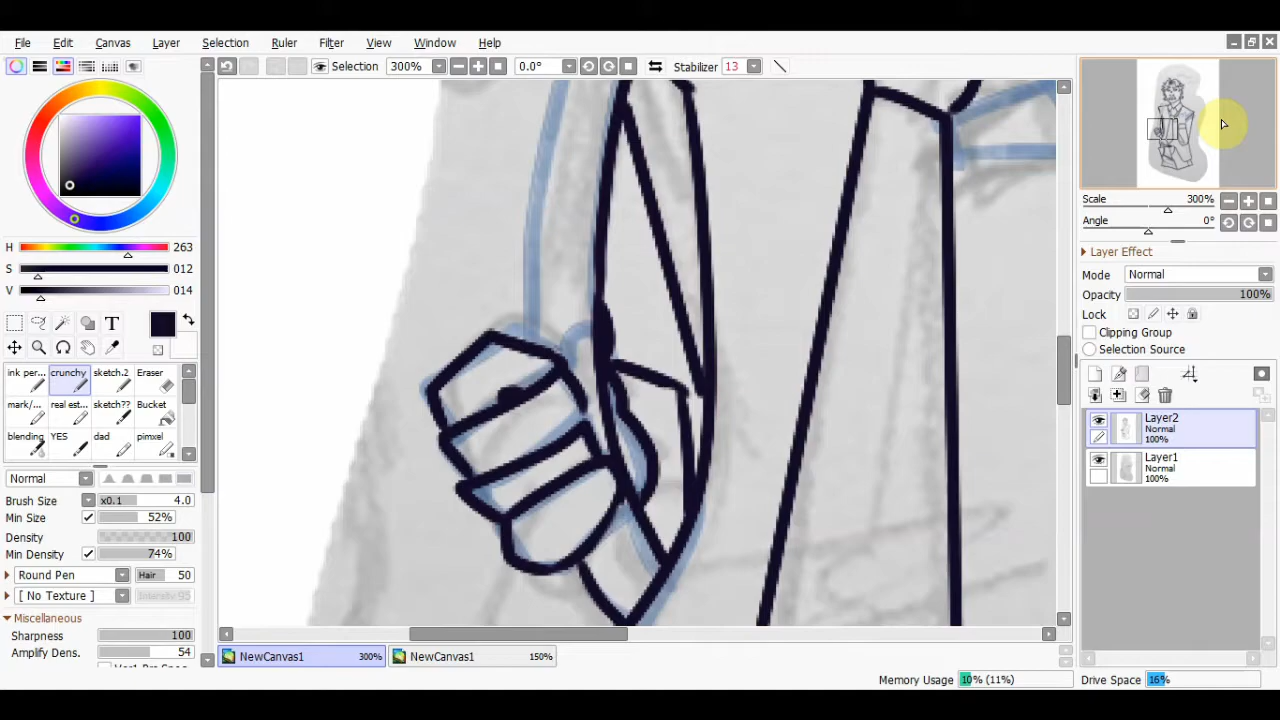 File Edit Canvas Layer Selection Ruler Filter View Window Help
Selection 300% 0.0° Stabilizer 13
H 263
S 012
V 014
T
ink per... crunchy sketch.2 Eraser
mark/... real est... sketch?? Bucket
blending YES dad pimxel
Normal
Brush Size x0.1 4.0
Min Size 52%
Density 100
Min Density 74%
Round Pen Hair 50
[ No Texture ] Intensity 95
Miscellaneous
Sharpness 100
Amplify Dens. 54
Scale 300%
Angle 0°
Layer Effect
Mode Normal
Opacity 100%
Lock
Clipping Group
Selection Source
Layer2
Normal
100%
Layer1
Normal
100%
NewCanvas1 300% NewCanvas1 150%
Memory Usage 10% (11%) Drive Space 16%